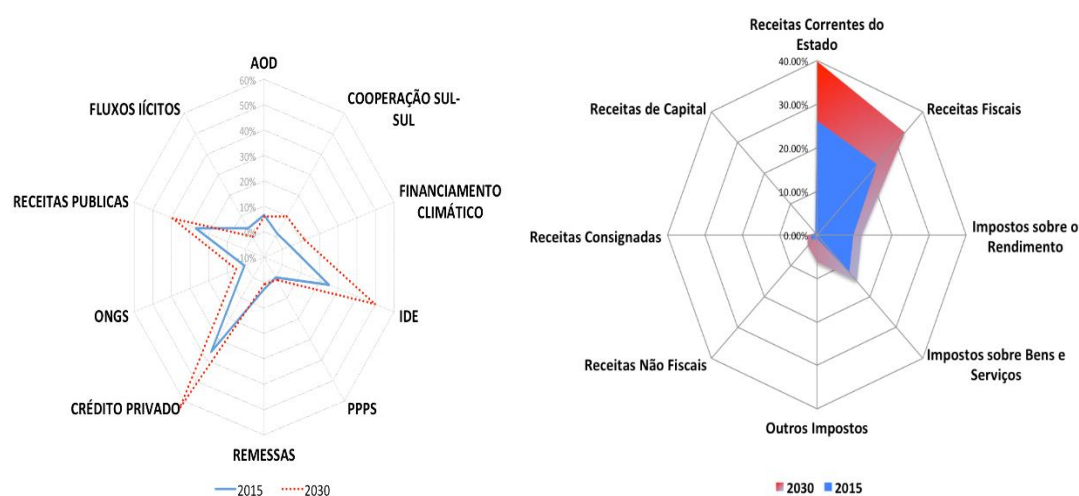 AOD
COOPERAÇÃO SUL-
SUL
FINANCIAMENTO
CLIMÁTICO
IDE
PPPS
REMESSAS
CRÉDITO PRIVADO
ONGS
RECEITAS PUBLICAS
FLUXOS IÍCITOS
60%
50%
40%
30%
20%
10%
0%
10%
2015
2030
Receitas Correntes do
Estado
Receitas Fiscais
Impostos sobre o
Rendimento
Impostos sobre Bens e
Serviços
Outros Impostos
Receitas Não Fiscais
Receitas Consignadas
Receitas de Capital
40.00%
30.00%
20.00%
10.00%
0.00%
2030
2015